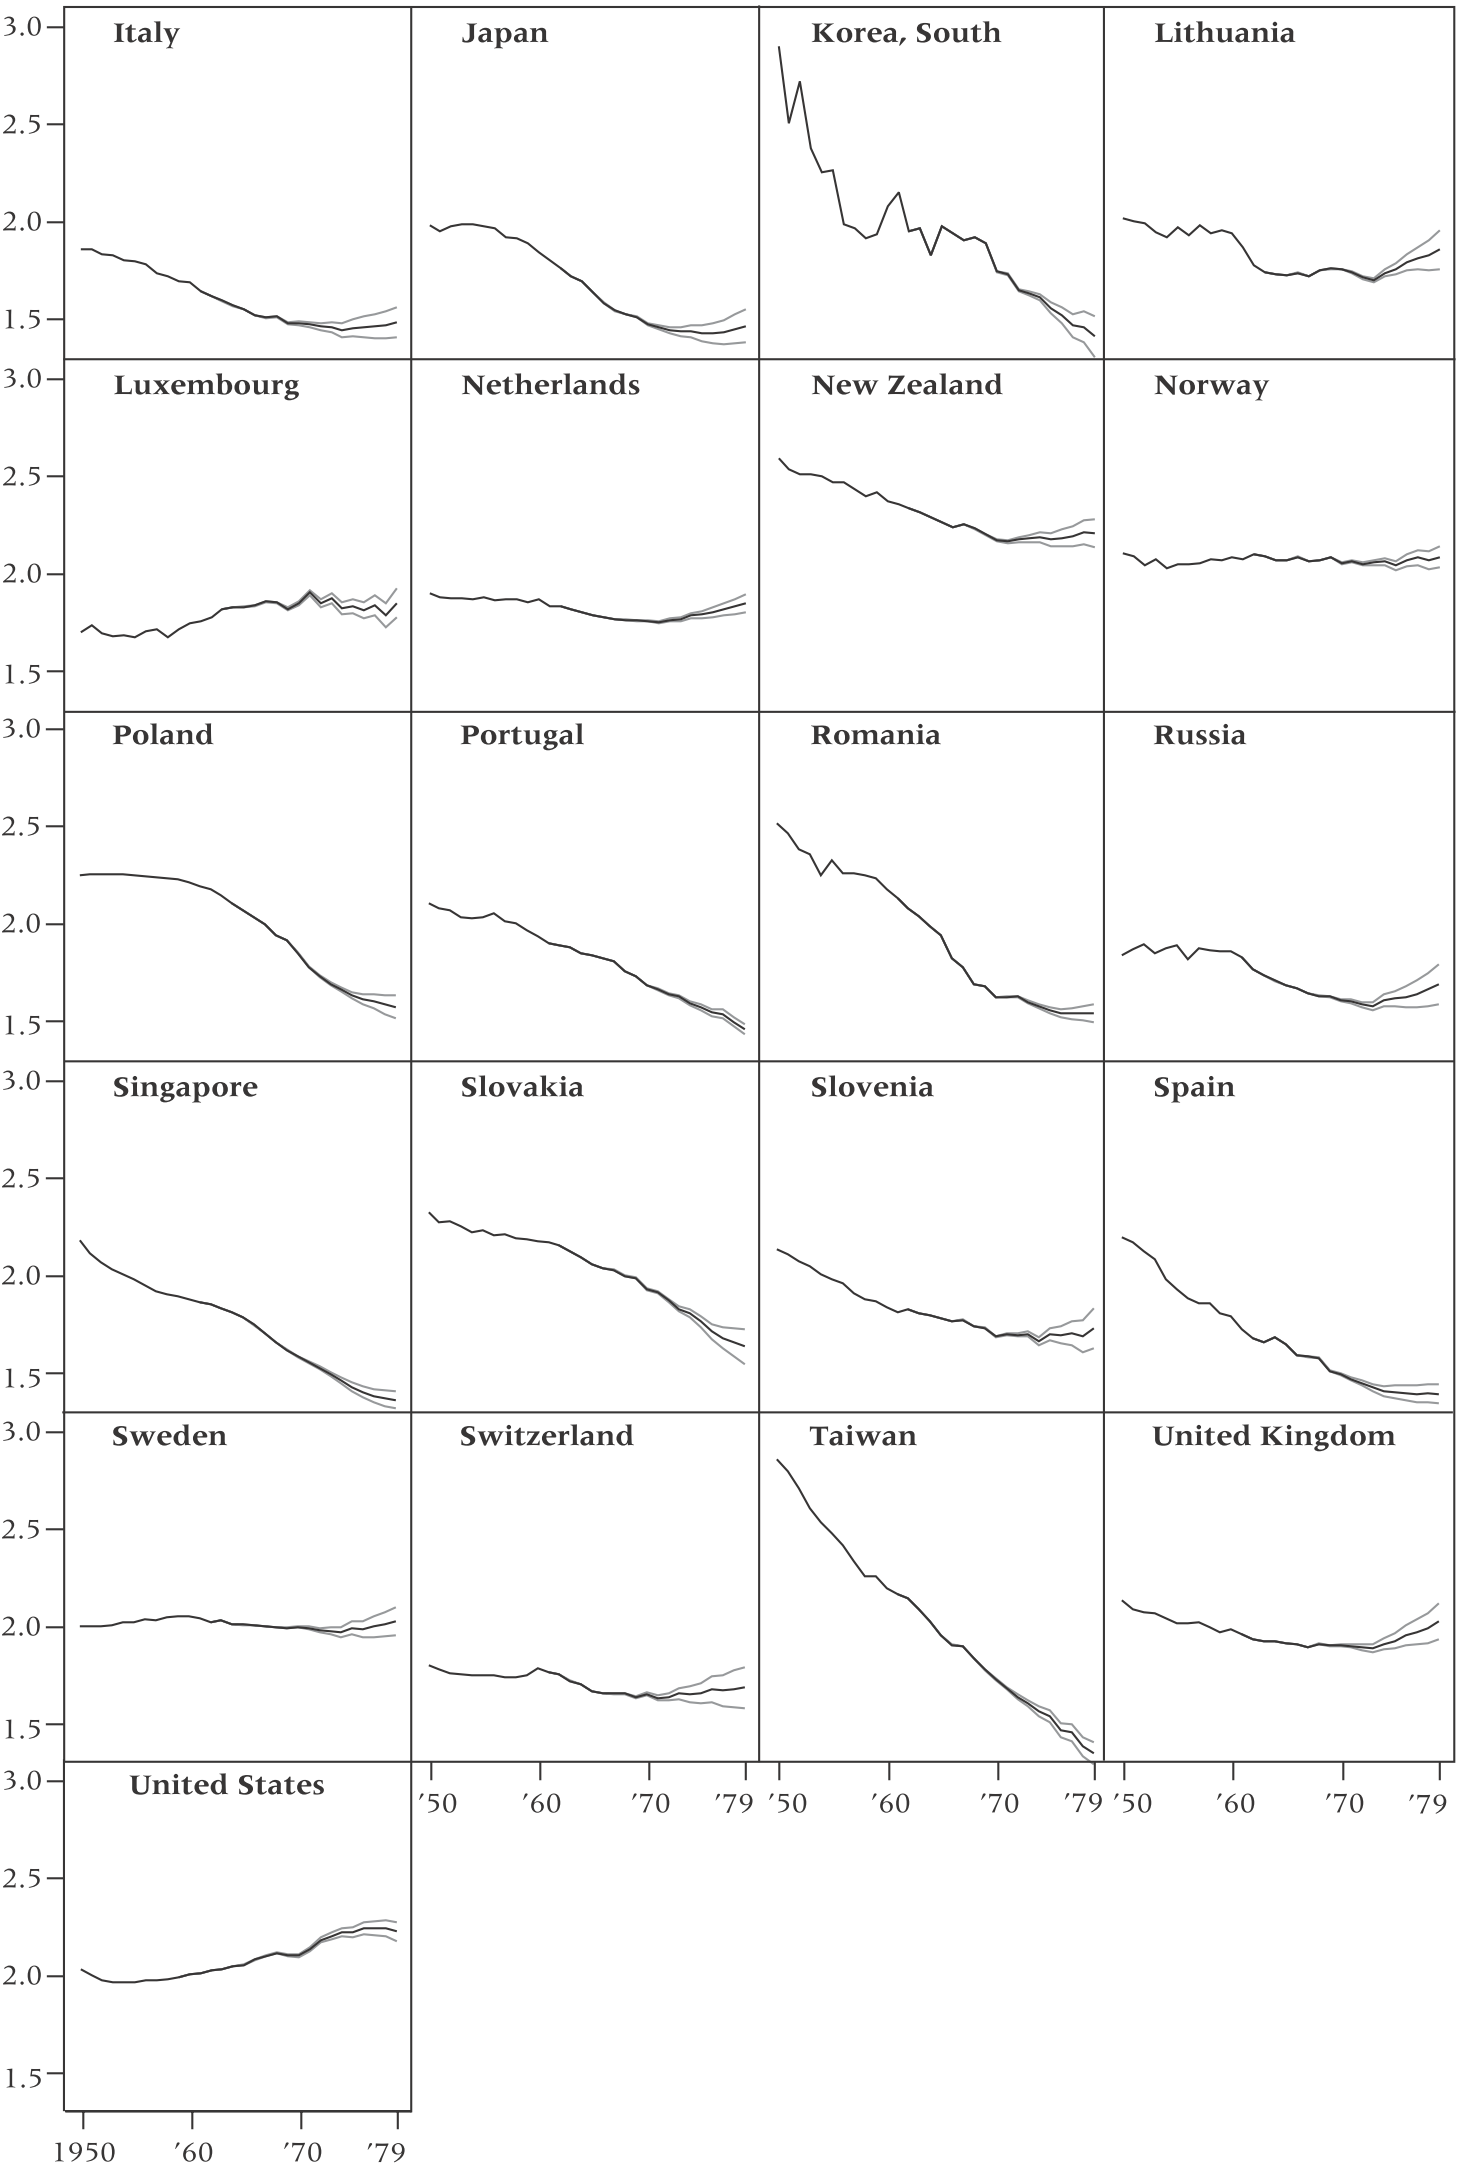 3.0 Italy Japan Korea, South Lithuania
2.5
2.0
1.5
3.0 Luxembourg Netherlands New Zealand Norway
2.5
2.0
1.5
3.0 Poland Portugal Romania Russia
2.5
2.0
1.5
3.0 Singapore Slovakia Slovenia Spain
2.5
2.0
1.5
3.0 Sweden Switzerland Taiwan United Kingdom
2.5
2.0
1.5
3.0 United States
’50 ’60 ’70 ’79 ’50 ’60 ’70 ’79 ’50 ’60 ’70 ’79
2.5
2.0
1.5
1950 ’60 ’70 ’79